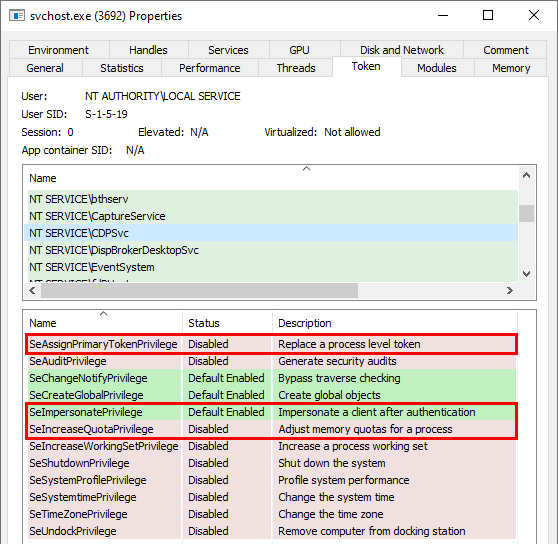 svchost.exe (3692) Properties
Environment Handles Services GPU Disk and Network Comment
General Statistics Performance Threads Token Modules Memory
User: NT AUTHORITY\LOCAL SERVICE
User SID: S-1-5-19
Session: 0 Elevated: N/A Virtualized: Not allowed
App container SID: N/A
Name
NT SERVICE\bthserv
NT SERVICE\CaptureService
NT SERVICE\CDPSvc
NT SERVICE\DispBrokerDesktopSvc
NT SERVICE\EventSystem
Name Status Description
SeAssignPrimaryTokenPrivilege Disabled Replace a process level token
SeAuditPrivilege Disabled Generate security audits
SeChangeNotifyPrivilege Default Enabled Bypass traverse checking
SeCreateGlobalPrivilege Default Enabled Create global objects
SeImpersonatePrivilege Default Enabled Impersonate a client after authentication
SeIncreaseQuotaPrivilege Disabled Adjust memory quotas for a process
SeIncreaseWorkingSetPrivilege Disabled Increase a process working set
SeShutdownPrivilege Disabled Shut down the system
SeSystemProfilePrivilege Disabled Profile system performance
SeSystemtimePrivilege Disabled Change the system time
SeTimeZonePrivilege Disabled Change the time zone
SeUndockPrivilege Disabled Remove computer from docking station